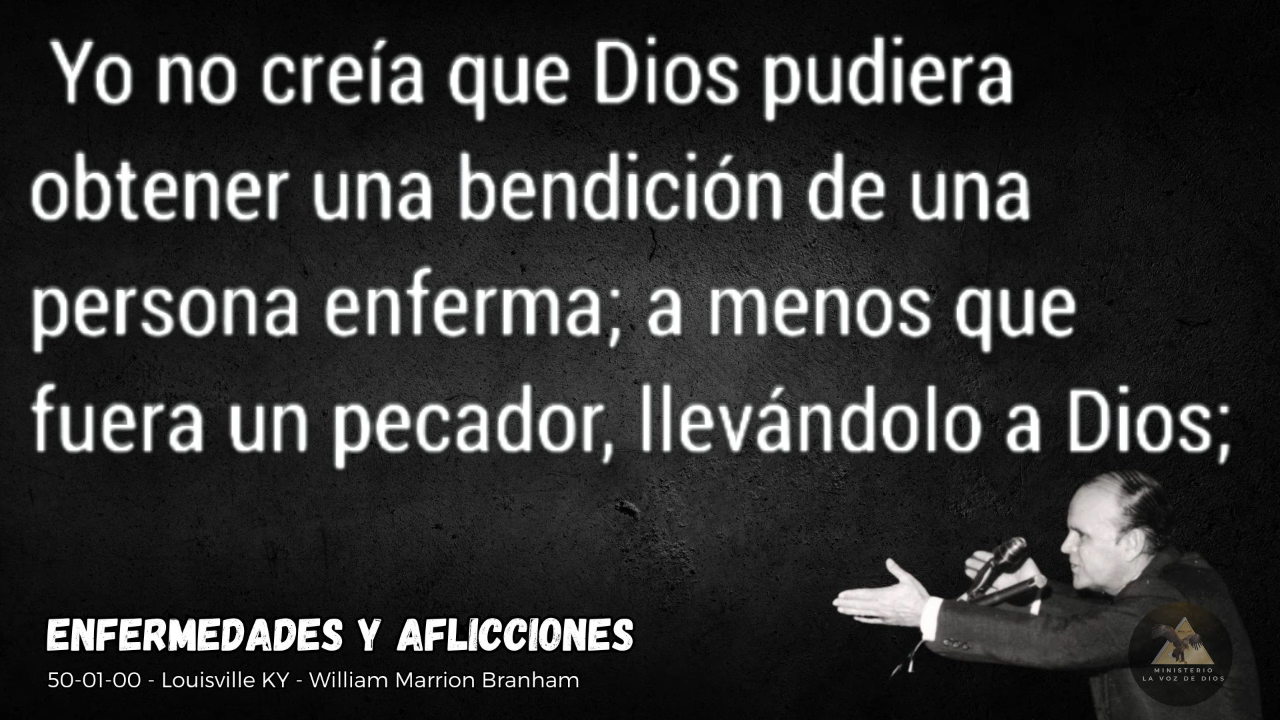 Yo no creía que Dios pudiera
obtener una bendición de una
persona enferma; a menos que
fuera un pecador, llevándolo a Dios;
ENFERMEDADES Y AFLICCIONES
50-01-00 - Louisville KY - William Marrion Branham
MINISTERIO
LA VOZ DE DIOS